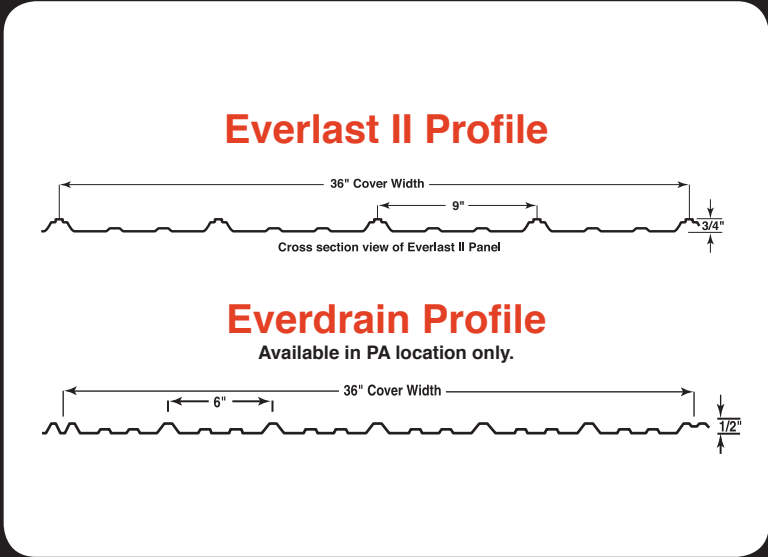 Everlast II Profile
36" Cover Width
9"
3/4"
Cross section view of Everlast II Panel
Everdrain Profile
Available in PA location only.
36" Cover Width
6"
1/2"